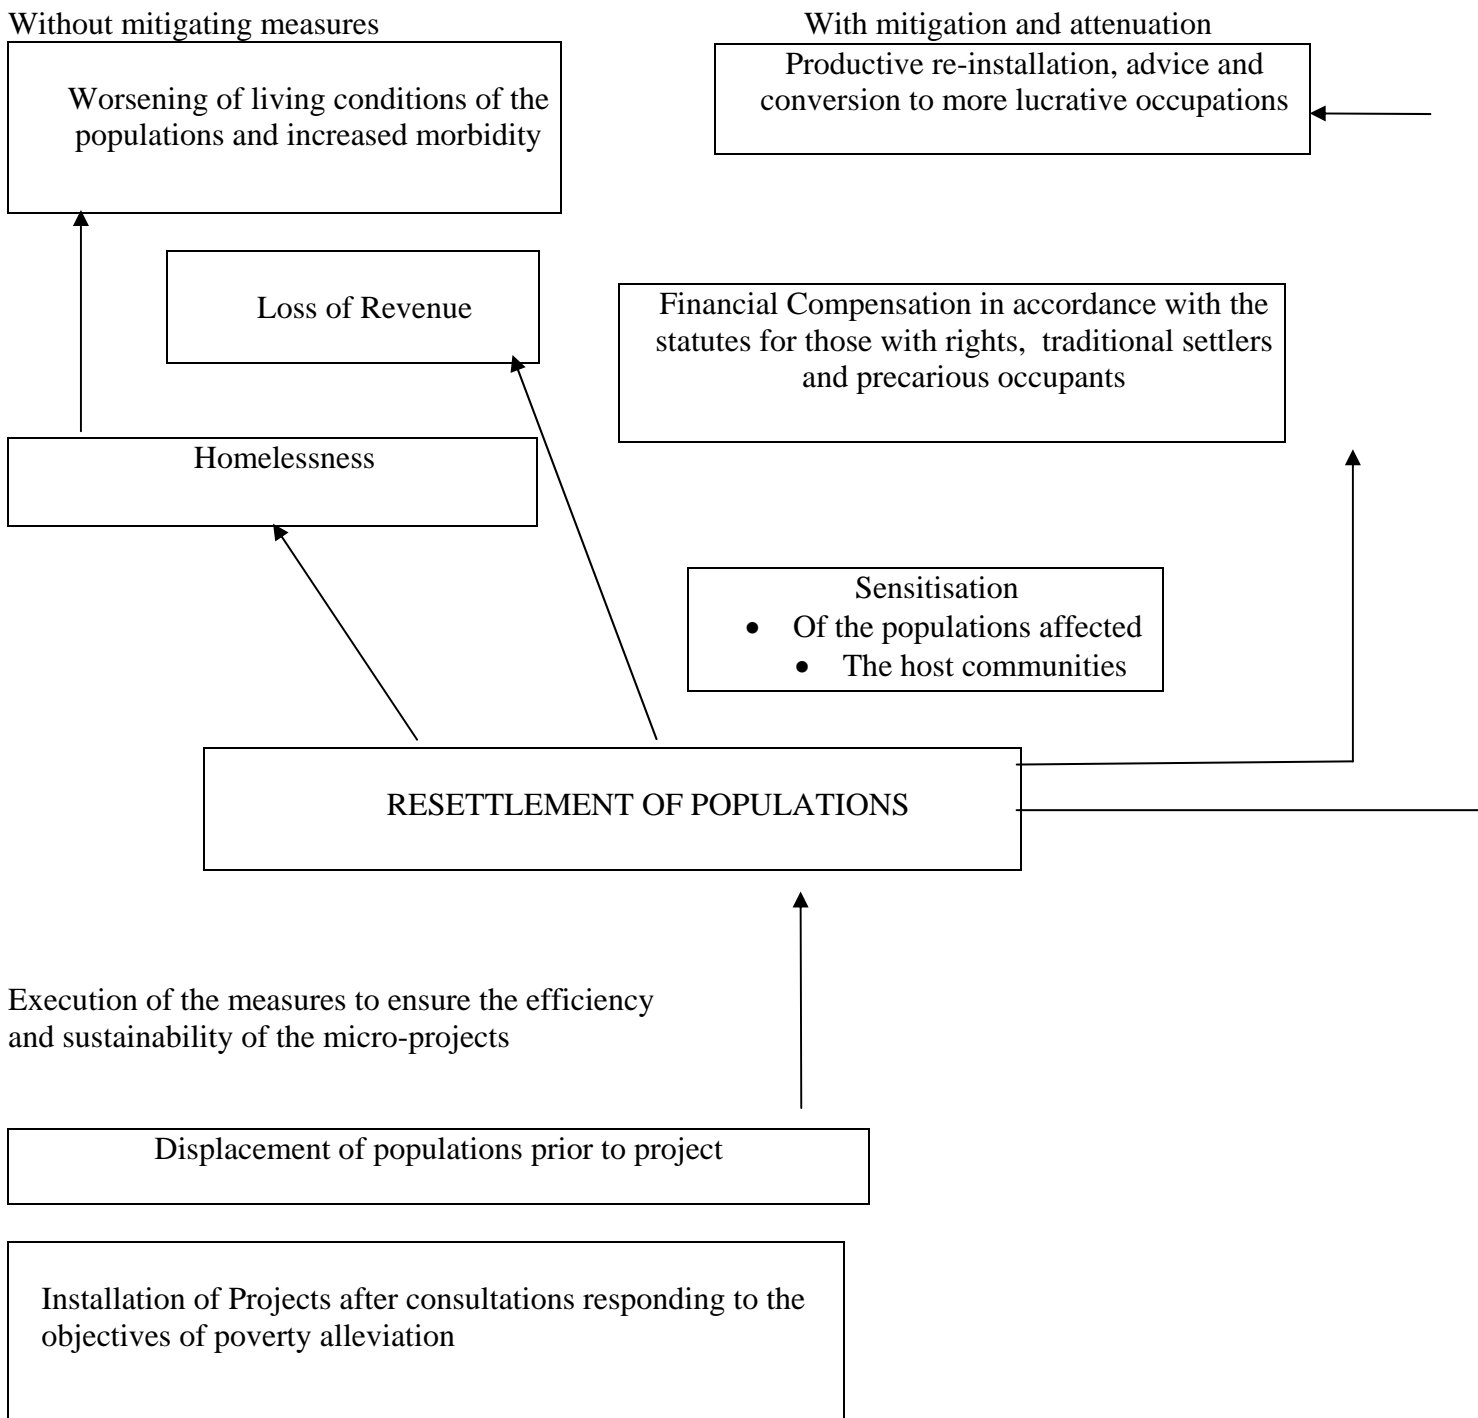 Without mitigating measures
With mitigation and attenuation
Worsening of living conditions of the
populations and increased morbidity
Productive re-installation, advice and
conversion to more lucrative occupations
Loss of Revenue
Financial Compensation in accordance with the
statutes for those with rights, traditional settlers
and precarious occupants
Homelessness
Sensitisation
• Of the populations affected
• The host communities
RESETTLEMENT OF POPULATIONS
Execution of the measures to ensure the efficiency
and sustainability of the micro-projects
Displacement of populations prior to project
Installation of Projects after consultations responding to the
objectives of poverty alleviation